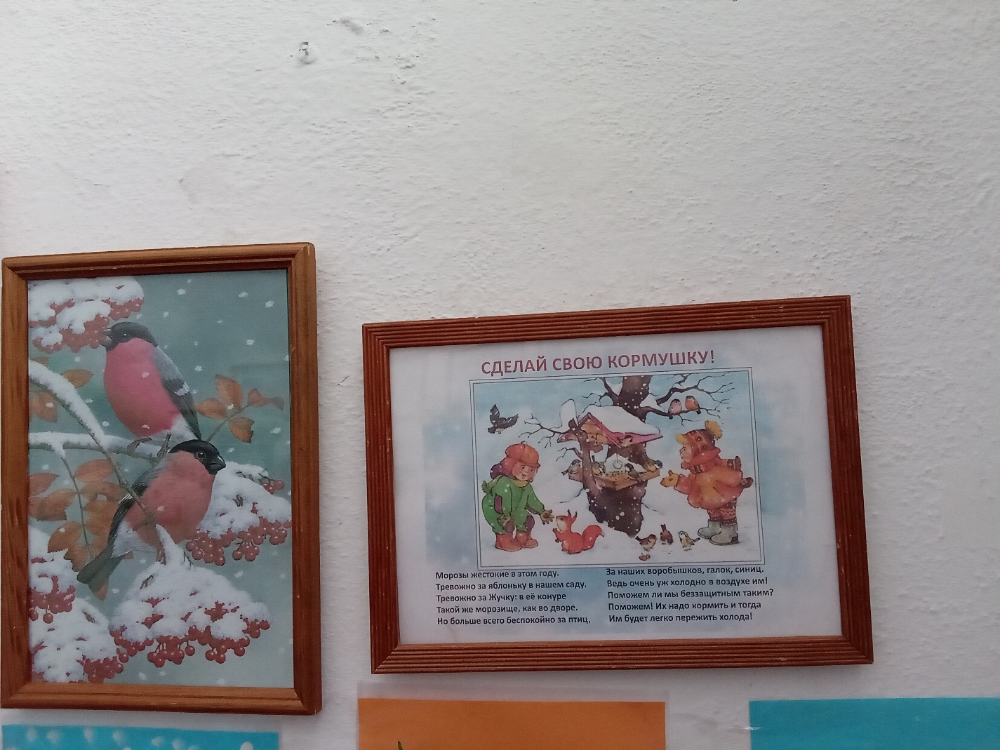 СДЕЛАЙ СВОЮ КОРМУШКУ!
Морозы жестокие в этом году.
Тревожно за яблоньку в нашем саду.
Тревожно за Жучку: в её конуре
Такой же морозище, как во дворе.
Но больше всего беспокойно за птиц,
За наших воробышков, галок, синиц.
Ведь очень уж холодно в воздухе им!
Поможем ли мы беззащитным таким?
Поможем! Их надо кормить и тогда
Им будет легко пережить холода!